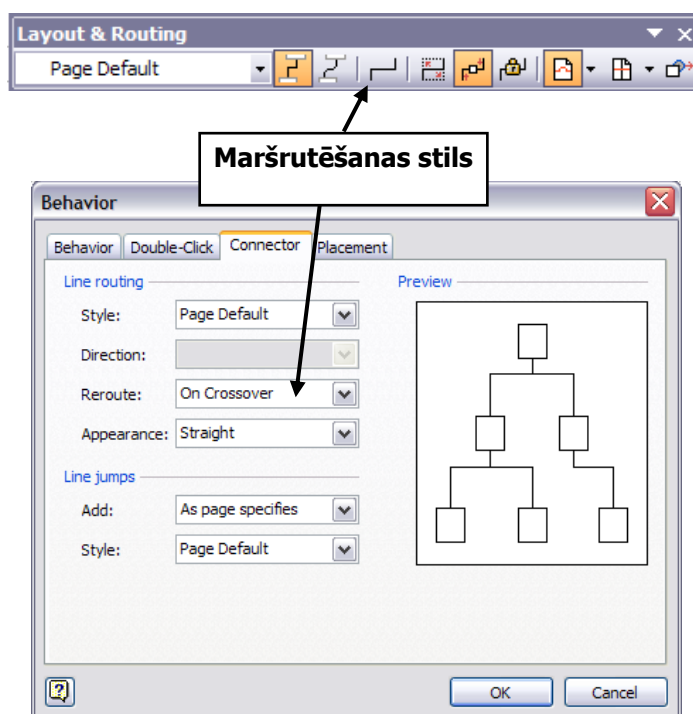 Layout & Routing
Page Default
Maršrutēšanas stils
Behavior
Behavior Double-Click Connector Placement
Line routing
Preview
Style: Page Default
Direction:
Reroute: On Crossover
Appearance: Straight
Line jumps
Add: As page specifies
Style: Page Default
OK Cancel